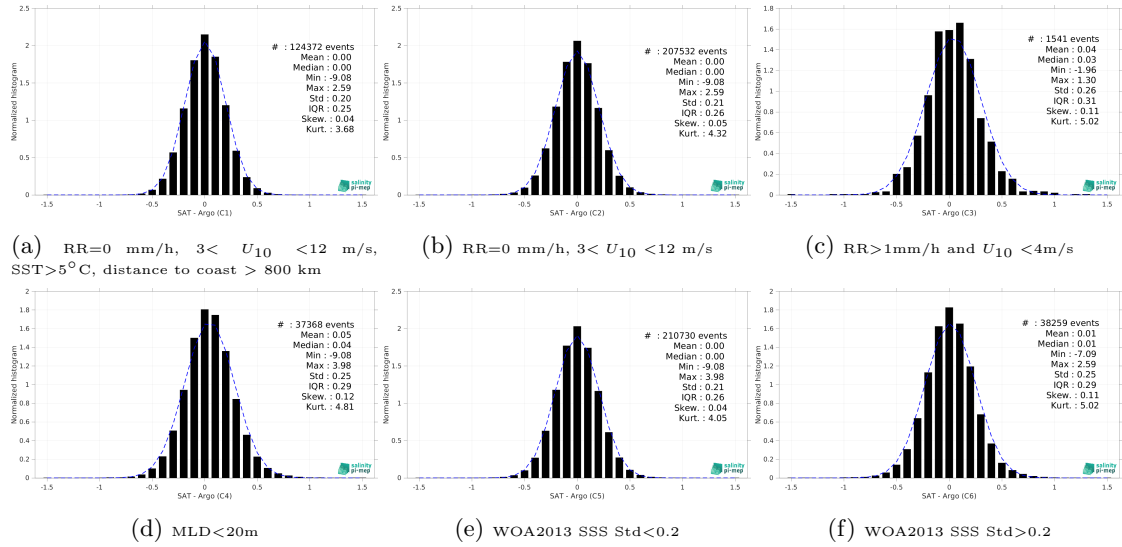 2.5
2
1.5
1
0.5
0
Normalized histogram
-1.5 -1 -0.5 0 0.5 1 1.5
SAT - Argo (C1)
# : 124372 events
Mean : 0.00
Median : 0.00
Min : -9.08
Max : 2.59
Std : 0.20
IQR : 0.25
Skew. : 0.04
Kurt. : 3.68
salinity
pi-mep
(a) RR=0 mm/h, 3< U10 <12 m/s,
SST>5°C, distance to coast > 800 km
2.5
2
1.5
1
0.5
0
Normalized histogram
-1.5 -1 -0.5 0 0.5 1 1.5
SAT - Argo (C2)
# : 207532 events
Mean : 0.00
Median : 0.00
Min : -9.08
Max : 2.59
Std : 0.21
IQR : 0.26
Skew. : 0.05
Kurt. : 4.32
salinity
pi-mep
(b) RR=0 mm/h, 3< U10 <12 m/s
1.8
1.6
1.4
1.2
1
0.8
0.6
0.4
0.2
0
Normalized histogram
-1.5 -1 -0.5 0 0.5 1 1.5
SAT - Argo (C3)
# : 1541 events
Mean : 0.04
Median : 0.03
Min : -1.96
Max : 1.30
Std : 0.26
IQR : 0.31
Skew. : 0.11
Kurt. : 5.02
salinity
pi-mep
(c) RR>1mm/h and U10 <4m/s
2
1.8
1.6
1.4
1.2
1
0.8
0.6
0.4
0.2
0
Normalized histogram
-1.5 -1 -0.5 0 0.5 1 1.5
SAT - Argo (C4)
# : 37368 events
Mean : 0.05
Median : 0.04
Min : -9.08
Max : 3.98
Std : 0.25
IQR : 0.29
Skew. : 0.12
Kurt. : 4.81
salinity
pi-mep
(d) MLD<20m
2.5
2
1.5
1
0.5
0
Normalized histogram
-1.5 -1 -0.5 0 0.5 1 1.5
SAT - Argo (C5)
# : 210730 events
Mean : 0.00
Median : 0.00
Min : -9.08
Max : 3.98
Std : 0.21
IQR : 0.26
Skew. : 0.04
Kurt. : 4.05
salinity
pi-mep
(e) WOA2013 SSS Std<0.2
2
1.8
1.6
1.4
1.2
1
0.8
0.6
0.4
0.2
0
Normalized histogram
-1.5 -1 -0.5 0 0.5 1 1.5
SAT - Argo (C6)
# : 38259 events
Mean : 0.01
Median : 0.01
Min : -7.09
Max : 2.59
Std : 0.25
IQR : 0.29
Skew. : 0.11
Kurt. : 5.02
salinity
pi-mep
(f) WOA2013 SSS Std>0.2